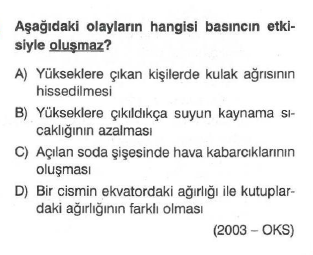 Aşağıdaki olayların hangisi basıncın etki-
siyle oluşmaz?
A) Yükseklere çıkan kişilerde kulak ağrısının
hissedilmesi
B) Yükseklere çıkıldıkça suyun kaynama sı-
caklığının azalması
C) Açılan soda şişesinde hava kabarcıklarının
oluşması
D) Bir cismin ekvatordaki ağırlığı ile kutuplar-
daki ağırlığının farklı olması
(2003 – OKS)